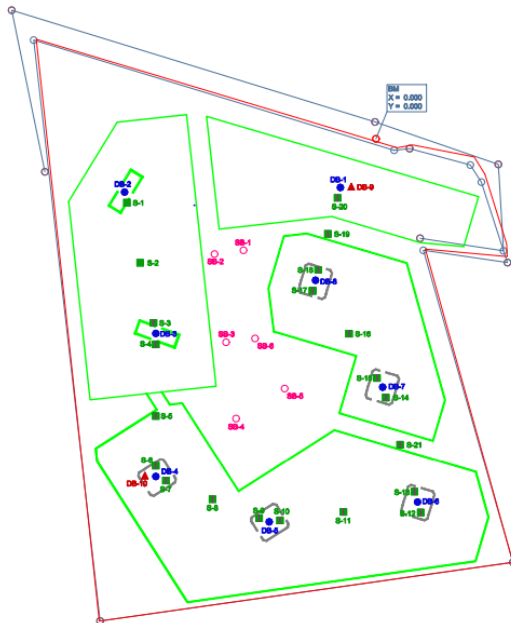 BM
X = 0.000
Y = 0.000
DB-2
S-1
DB-1
DB-9
S-20
S-19
SB-1
SB-2
S-2
S-18
DB-8
S-17
S-3
DB-3
S-4
SB-3
SB-6
S-16
S-15
DB-7
S-14
SB-5
SB-4
S-5
S-21
S-6
DB-4
DB-10
S-7
S-8
S-9
S-10
DB-5
S-11
S-13
DB-6
S-12